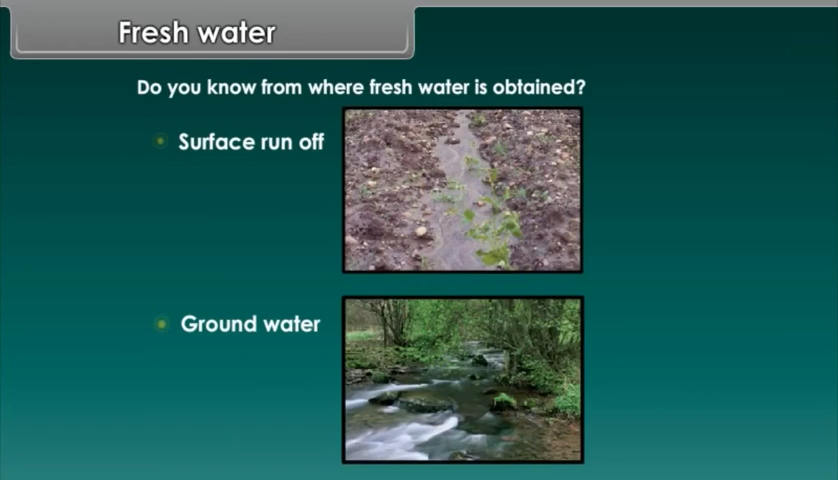 Fresh water
Do you know from where fresh water is obtained?
Surface run off
Ground water